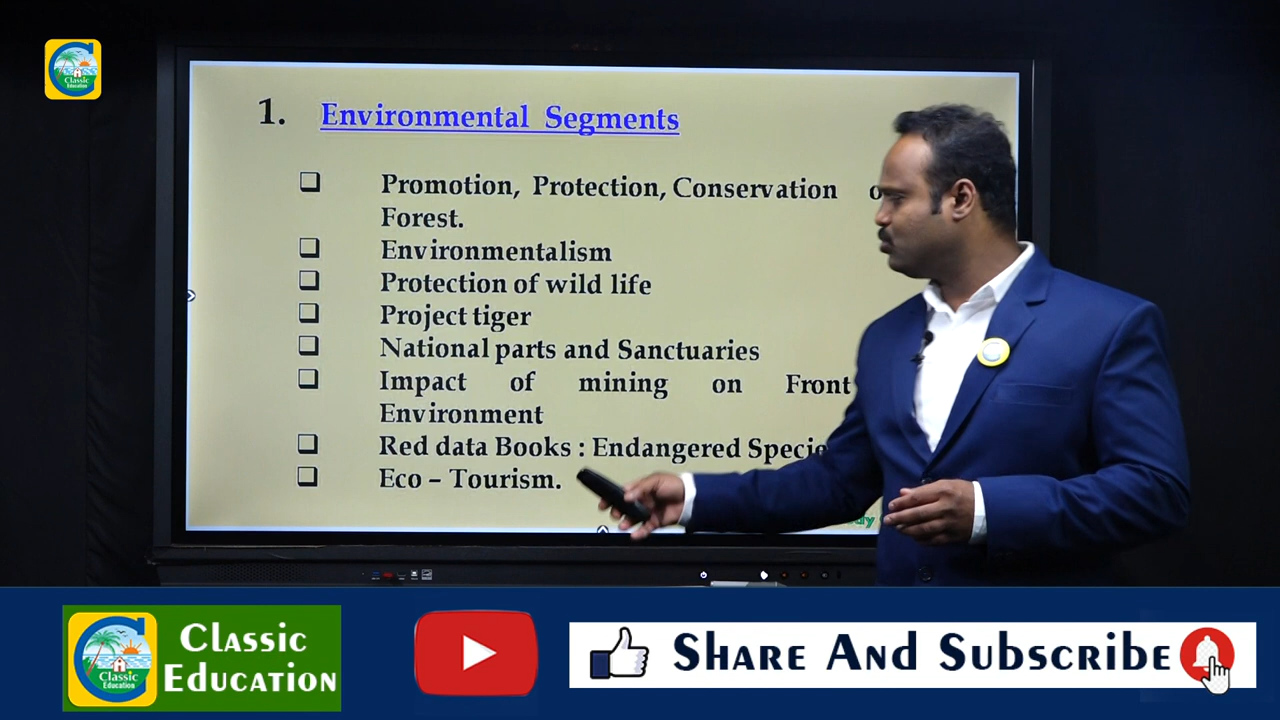 Classic
Education
1. Environmental Segments
❑ Promotion, Protection, Conservation
Forest.
❑ Environmentalism
❑ Protection of wild life
❑ Project tiger
❑ National parts and Sanctuaries
❑ Impact of mining on Front
Environment
❑ Red data Books : Endangered Specie
❑ Eco – Tourism.
Classic
Education
Classic
Education
Share And Subscribe